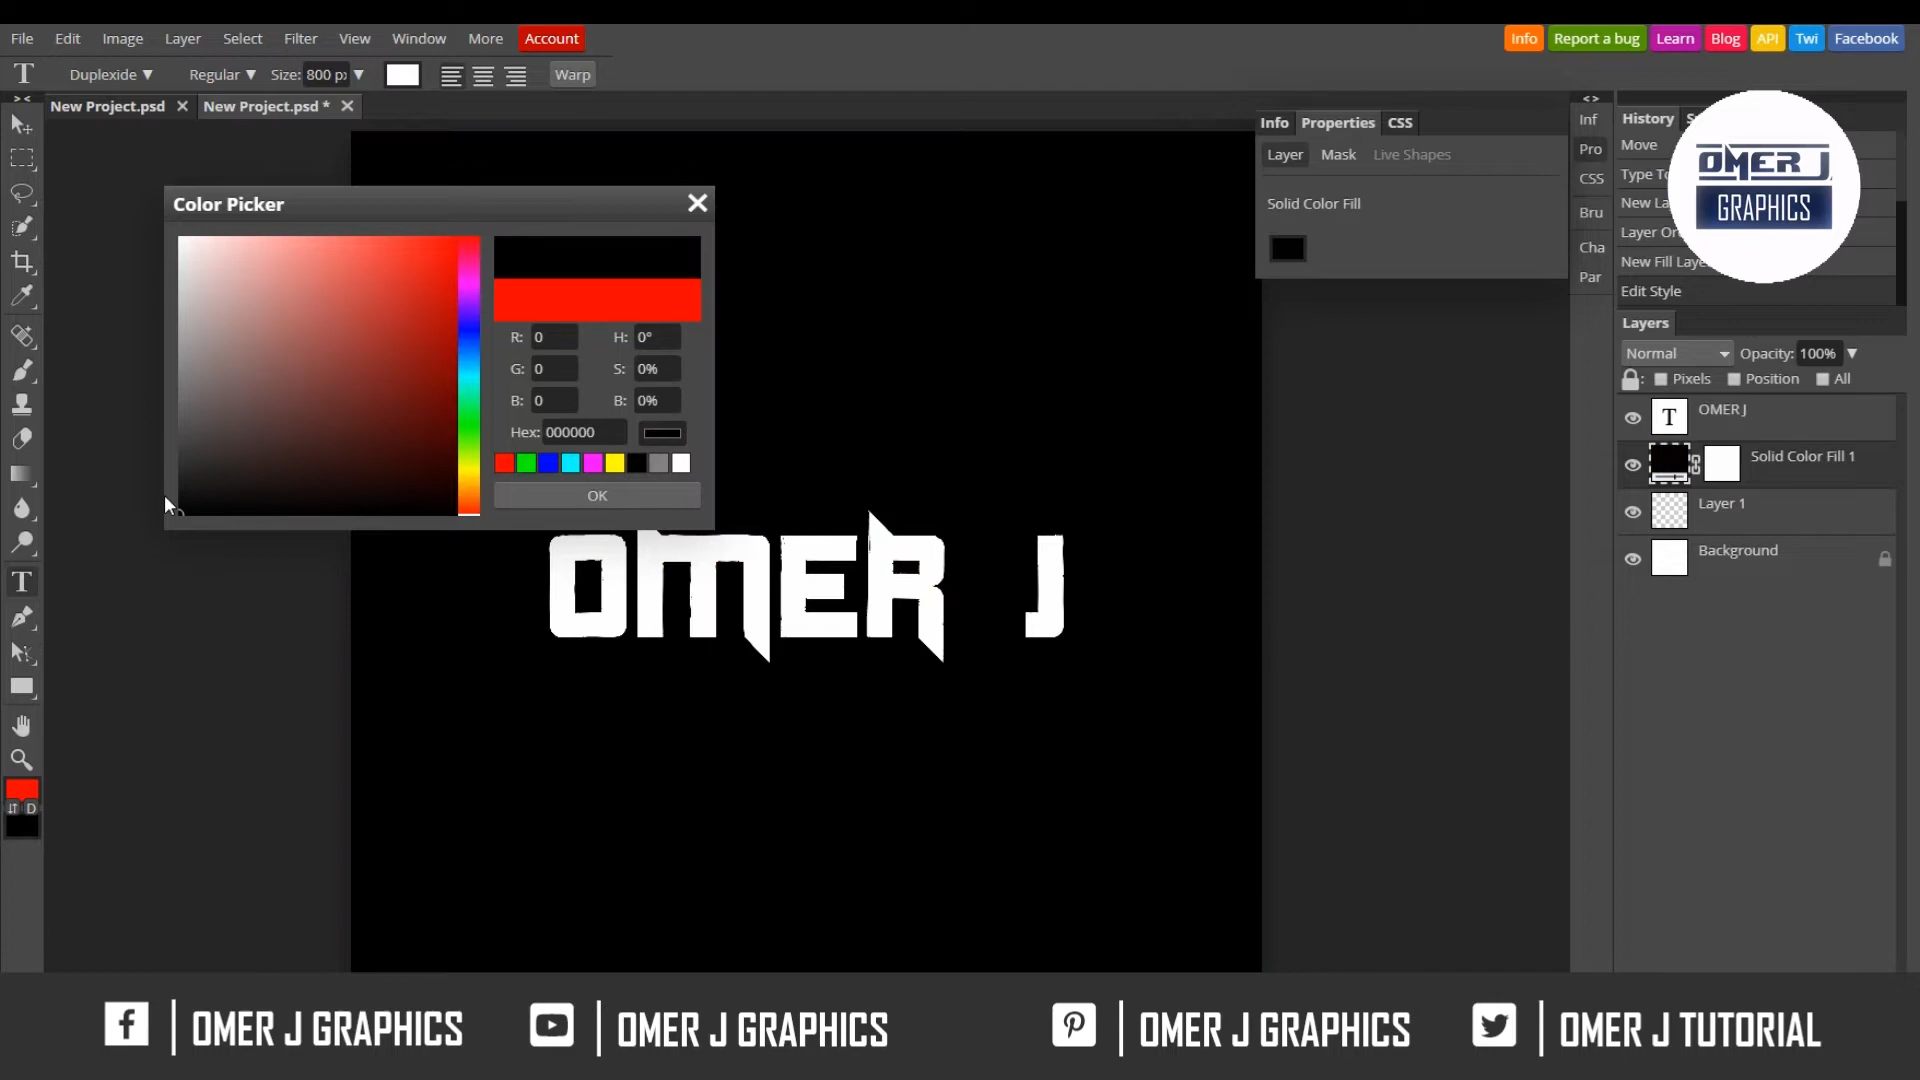 File Edit Image Layer Select Filter View Window More Account Info Report a bug Learn Blog API Twi Facebook
T Duplexide Regular Size: 800 px Warp
New Project.psd New Project.psd *
Info Properties CSS
Layer Mask Live Shapes
Solid Color Fill
Inf
Pro
CSS
Bru
Cha
Par
History
Move
New La
Layer Or
New Fill Laye
Edit Style
OMER J
GRAPHICS
Color Picker
R: 0 H: 0°
G: 0 S: 0%
B: 0 B: 0%
Hex: 000000
OK
Layers
Normal Opacity: 100%
: Pixels Position All
T OMER J
Solid Color Fill 1
Layer 1
Background
T
D
OMER J
OMER J GRAPHICS OMER J GRAPHICS OMER J GRAPHICS OMER J TUTORIAL